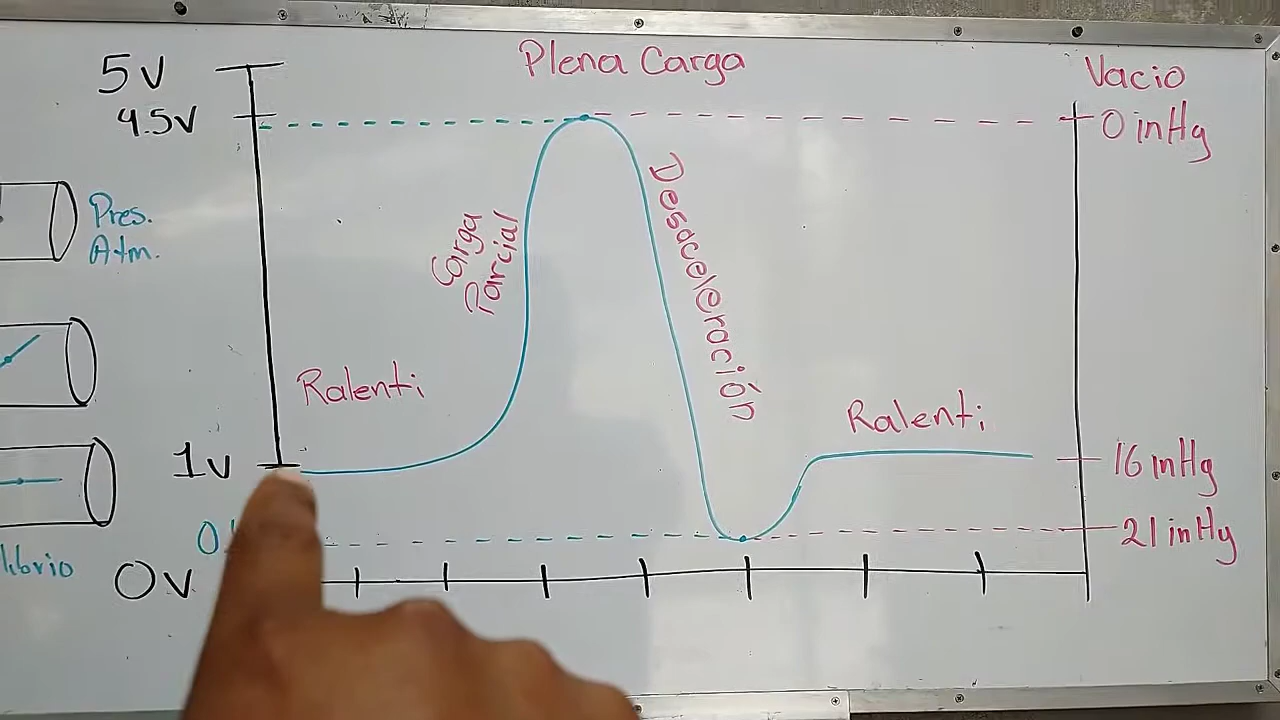 Plena Carga
5V
4.5V
Vacio
0 inHg
Pres.
Atm.
Carga
Parcial
Desaceleración
Ralenti
Ralenti
1v
16 inHg
21 inHg
0v